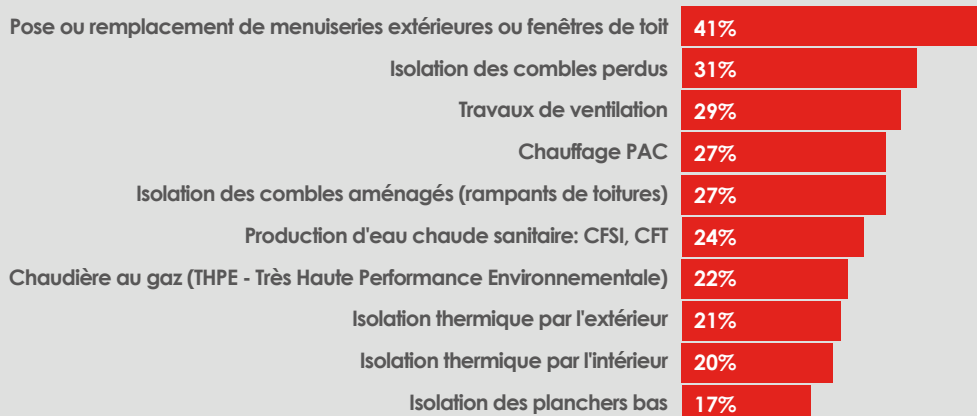 Pose ou remplacement de menuiseries extérieures ou fenêtres de toit 41%
Isolation des combles perdus 31%
Travaux de ventilation 29%
Chauffage PAC 27%
Isolation des combles aménagés (rampants de toitures) 27%
Production d'eau chaude sanitaire: CFSI, CFT 24%
Chaudière au gaz (THPE - Très Haute Performance Environnementale) 22%
Isolation thermique par l'extérieur 21%
Isolation thermique par l'intérieur 20%
Isolation des planchers bas 17%